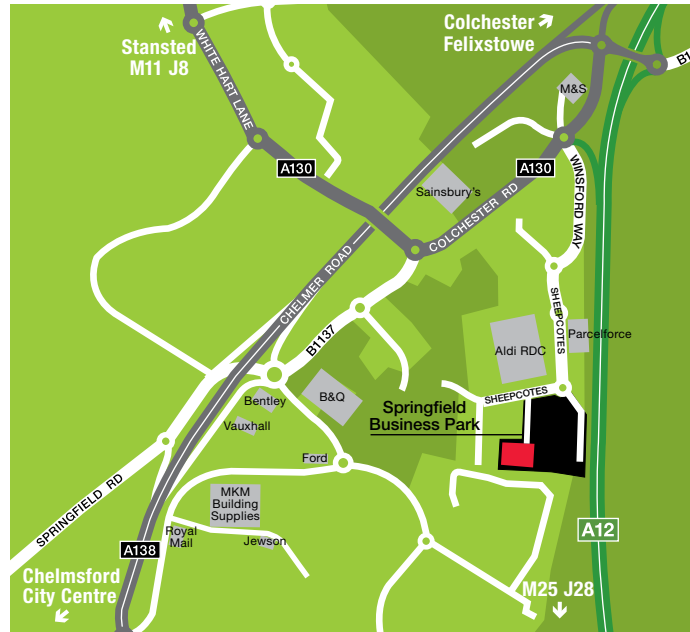 Stansted
M11 J8
Colchester
Felixstowe
WHITE HART LANE
B1
M&S
A130
A130
Sainsbury's
COLCHESTER RD
WINSFORD WAY
CHELMER ROAD
B1137
SHEEPCOTES
Parcelforce
Aldi RDC
SHEEPCOTES
Bentley
B&Q
Vauxhall
Springfield
Business Park
Ford
SPRINGFIELD RD
MKM
Building
Supplies
Royal
Mail
Jewson
A138
A12
Chelmsford
City Centre
M25 J28